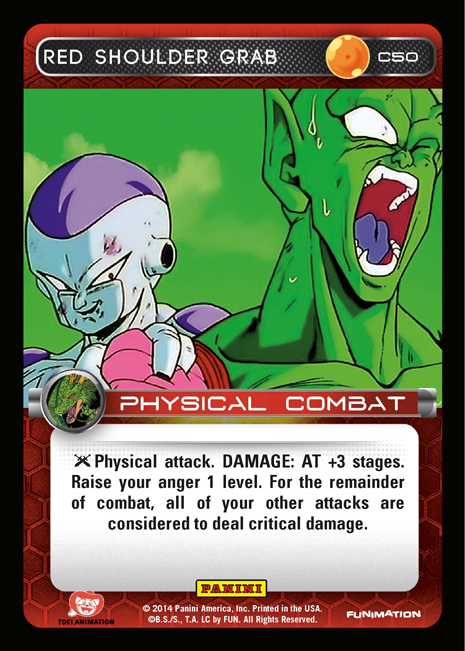 RED SHOULDER GRAB C50
PHYSICAL COMBAT
Physical attack. DAMAGE: AT +3 stages.
Raise your anger 1 level. For the remainder
of combat, all of your other attacks are
considered to deal critical damage.
PANINI
TOEI ANIMATION
© 2014 Panini America, Inc. Printed in the USA.
©B.S./S., T.A. LC by FUN. All Rights Reserved.
FUNIMATION